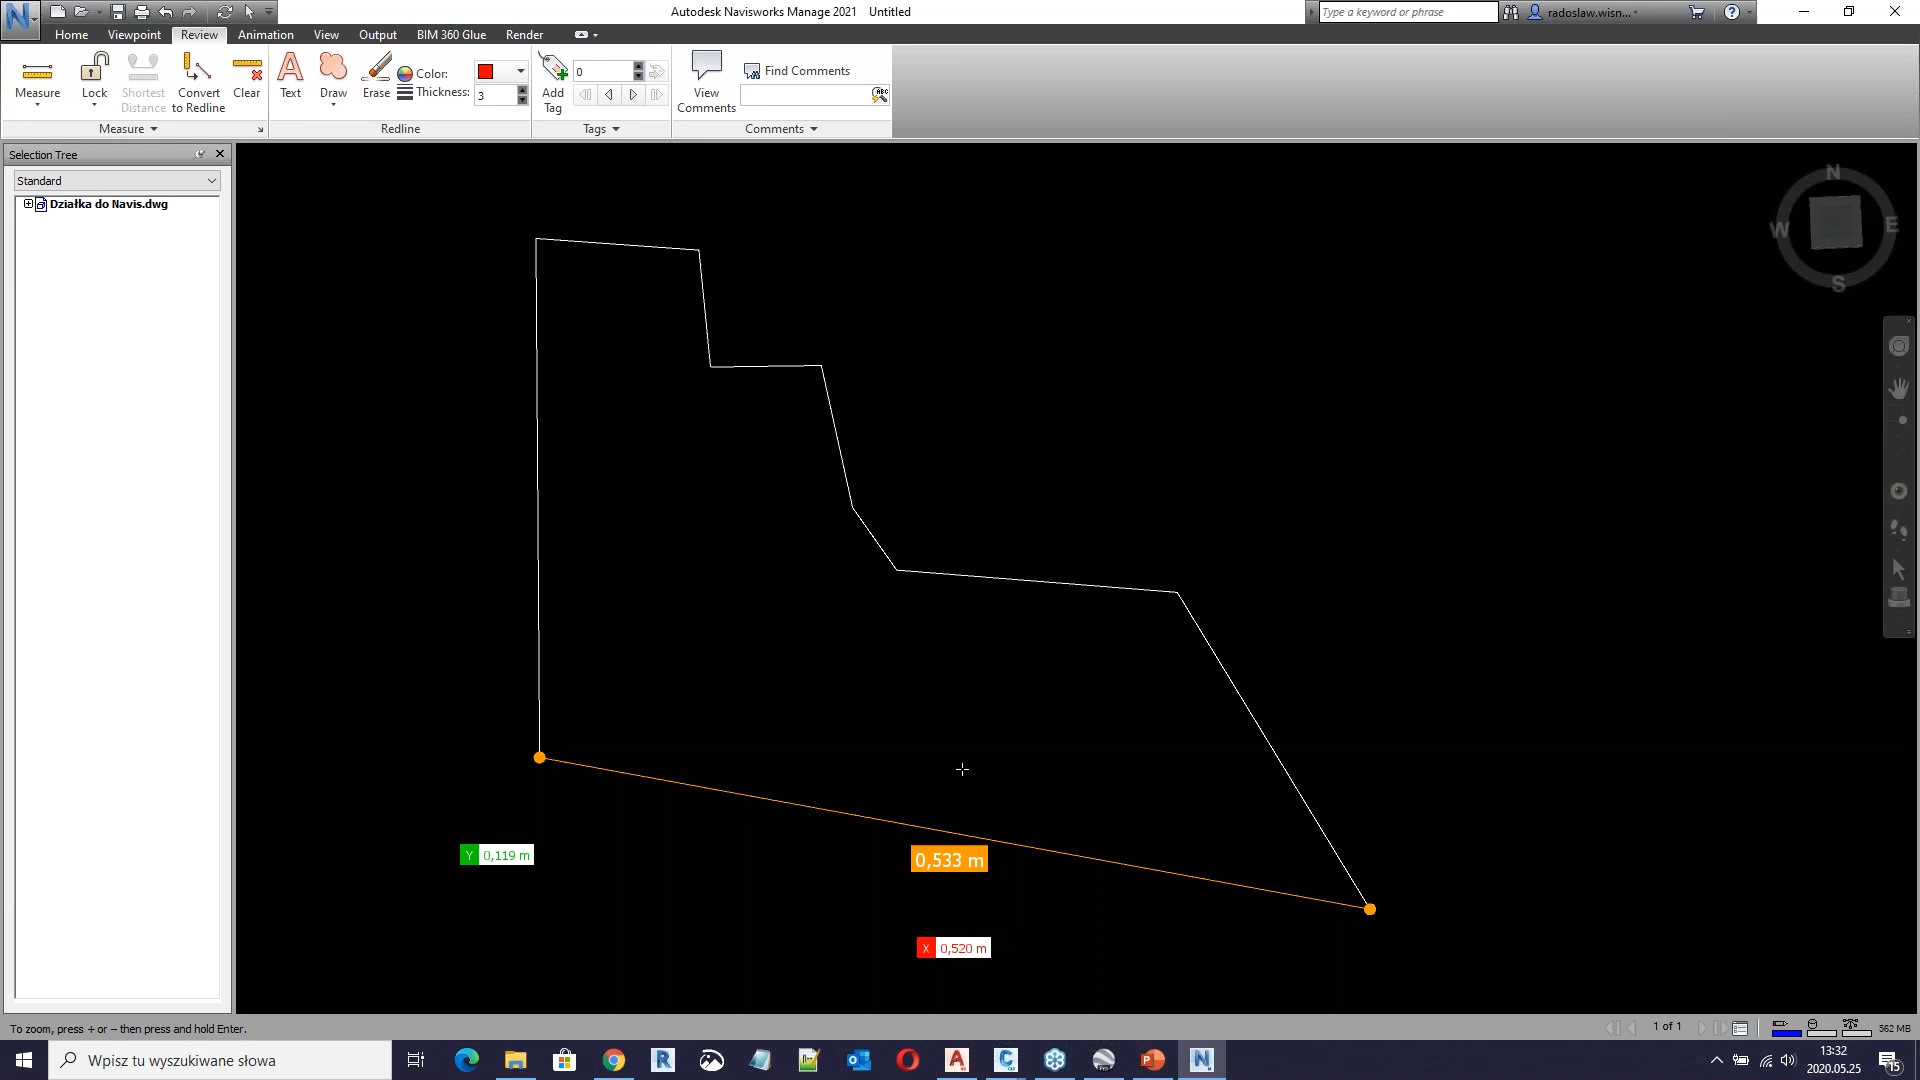 N Autodesk Navisworks Manage 2021 Untitled Type a keyword or phrase radoslaw.wisn... ?
Home Viewpoint Review Animation View Output BIM 360 Glue Render
Measure Lock Shortest Distance Convert to Redline Clear
Measure
A Text Draw Erase Color: Thickness: 3
Redline
Add Tag 0
Tags
View Comments Find Comments ABC
Comments
Selection Tree
Standard
Działka do Navis.dwg
N
W E
S
Y 0,119 m
0,533 m
X 0,520 m
To zoom, press + or – then press and hold Enter. 1 of 1 562 MB
Wpisz tu wyszukiwane słowa R A C P N 13:32
2020.05.25 15